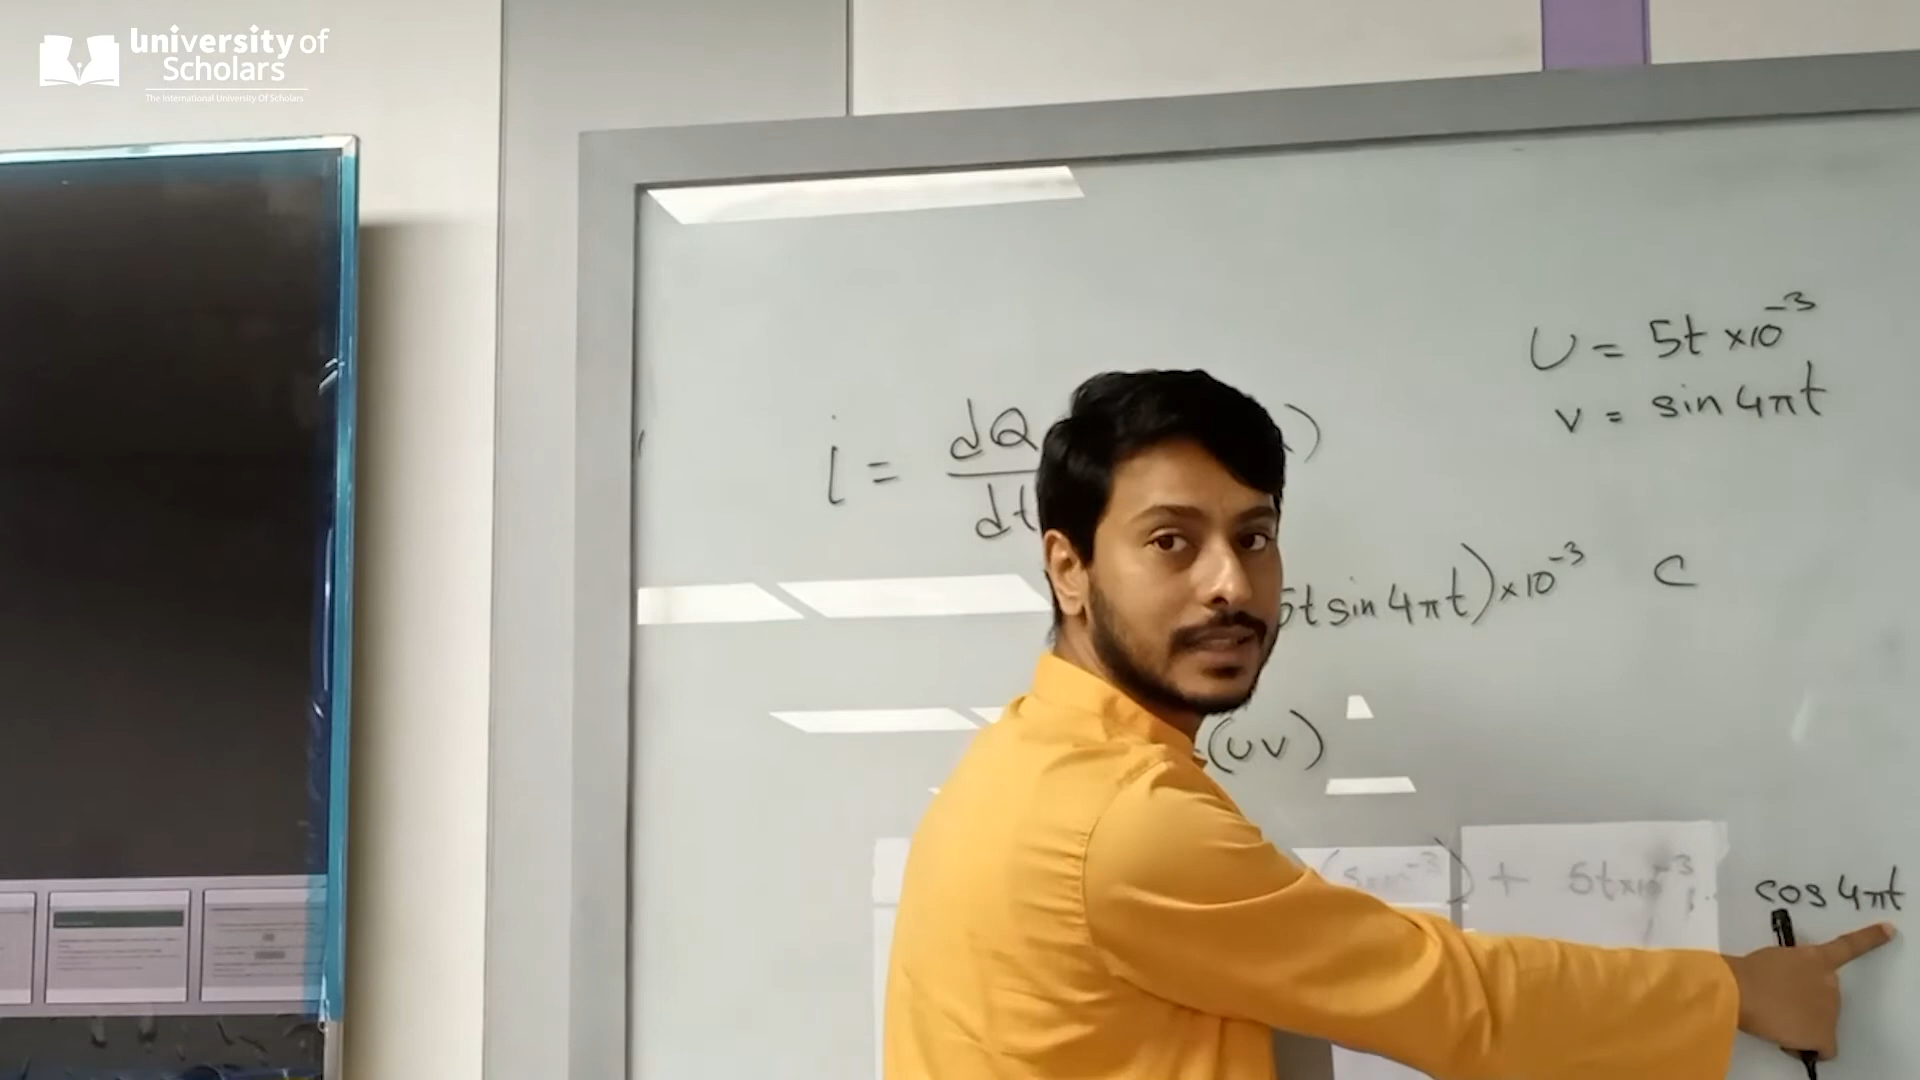 University of
Scholars
The International University Of Scholars
U = 5t ×10⁻³
V = sin 4πt
i = dQ
dt
)
5t sin 4πt) ×10⁻³ C
(UV)
) + 5t×10⁻³
cos 4πt